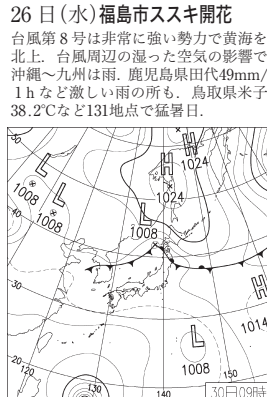 26日(水)福島市ススキ開花
台風第8号は非常に強い勢力で黄海を
北上．台風周辺の湿った空気の影響で
沖縄～九州は雨．鹿児島県田代49mm/
1hなど激しい雨の所も．鳥取県米子
38.2℃など131地点で猛暑日．
50
H
1024
H
1024
L
1008
L
1008
40
L
1008
30
H
1014
L
1008
20
120
130
140
150
30日09時